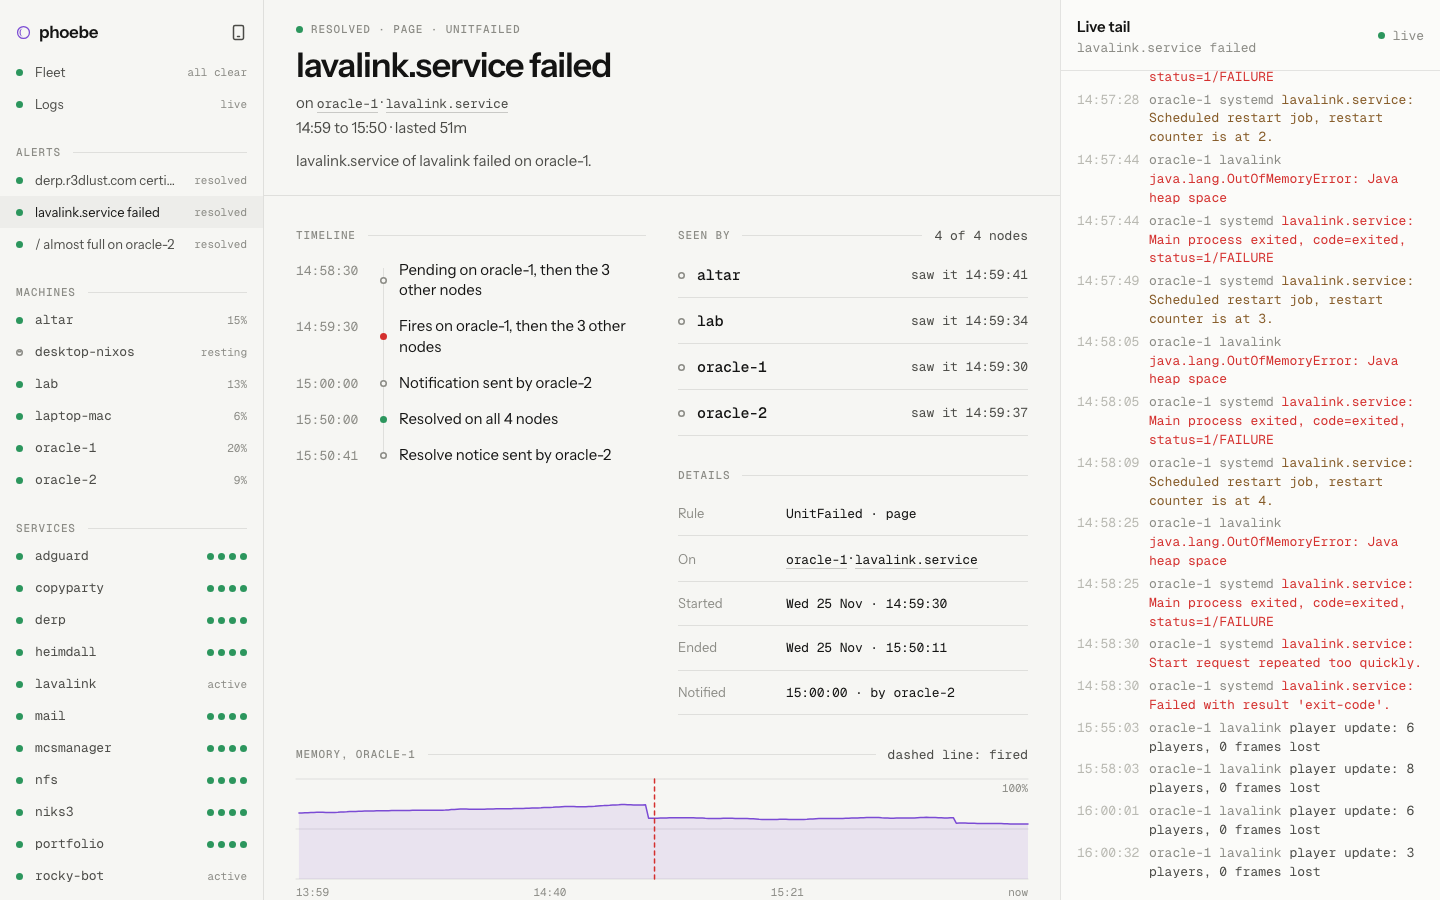 phoebe
Fleet all clear
Logs live
ALERTS
derp.r3dlust.com certi… resolved
lavalink.service failed resolved
/ almost full on oracle-2 resolved
MACHINES
altar 15%
desktop-nixos resting
lab 13%
laptop-mac 6%
oracle-1 20%
oracle-2 9%
SERVICES
adguard
copyparty
derp
heimdall
lavalink active
mail
mcsmanager
nfs
niks3
portfolio
rocky-bot active
RESOLVED · PAGE · UNITFAILED
lavalink.service failed
on oracle-1·lavalink.service
14:59 to 15:50·lasted 51m
lavalink.service of lavalink failed on oracle-1.
TIMELINE
14:58:30 Pending on oracle-1, then the 3
other nodes
14:59:30 Fires on oracle-1, then the 3 other
nodes
15:00:00 Notification sent by oracle-2
15:50:00 Resolved on all 4 nodes
15:50:41 Resolve notice sent by oracle-2
SEEN BY 4 of 4 nodes
altar saw it 14:59:41
lab saw it 14:59:34
oracle-1 saw it 14:59:30
oracle-2 saw it 14:59:37
DETAILS
Rule UnitFailed · page
On oracle-1·lavalink.service
Started Wed 25 Nov · 14:59:30
Ended Wed 25 Nov · 15:50:11
Notified 15:00:00 · by oracle-2
MEMORY, ORACLE-1 dashed line: fired
100%
13:59 14:40 15:21 now
Live tail
lavalink.service failed
live
status=1/FAILURE
14:57:28 oracle-1 systemd lavalink.service:
Scheduled restart job, restart
counter is at 2.
14:57:44 oracle-1 lavalink
java.lang.OutOfMemoryError: Java
heap space
14:57:44 oracle-1 systemd lavalink.service:
Main process exited, code=exited,
status=1/FAILURE
14:57:49 oracle-1 systemd lavalink.service:
Scheduled restart job, restart
counter is at 3.
14:58:05 oracle-1 lavalink
java.lang.OutOfMemoryError: Java
heap space
14:58:05 oracle-1 systemd lavalink.service:
Main process exited, code=exited,
status=1/FAILURE
14:58:09 oracle-1 systemd lavalink.service:
Scheduled restart job, restart
counter is at 4.
14:58:25 oracle-1 lavalink
java.lang.OutOfMemoryError: Java
heap space
14:58:25 oracle-1 systemd lavalink.service:
Main process exited, code=exited,
status=1/FAILURE
14:58:30 oracle-1 systemd lavalink.service:
Start request repeated too quickly.
14:58:30 oracle-1 systemd lavalink.service:
Failed with result 'exit-code'.
15:55:03 oracle-1 lavalink player update: 6
players, 0 frames lost
15:58:03 oracle-1 lavalink player update: 8
players, 0 frames lost
16:00:01 oracle-1 lavalink player update: 6
players, 0 frames lost
16:00:32 oracle-1 lavalink player update: 3
players, 0 frames lost